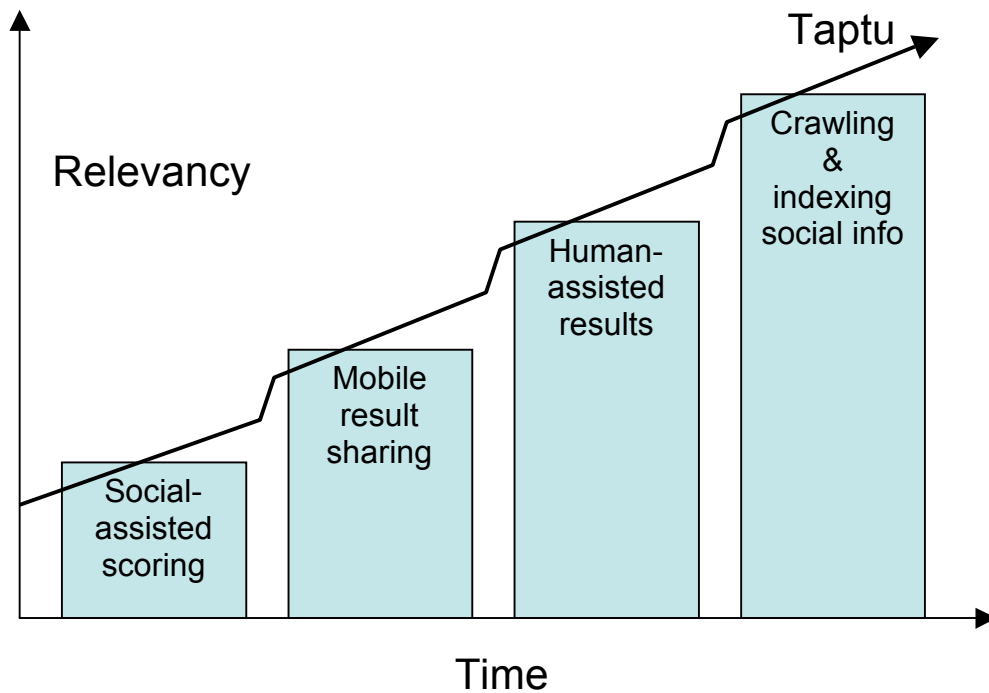 Taptu
Relevancy
Crawling
&
indexing
social info
Human-
assisted
results
Mobile
result
sharing
Social-
assisted
scoring
Time